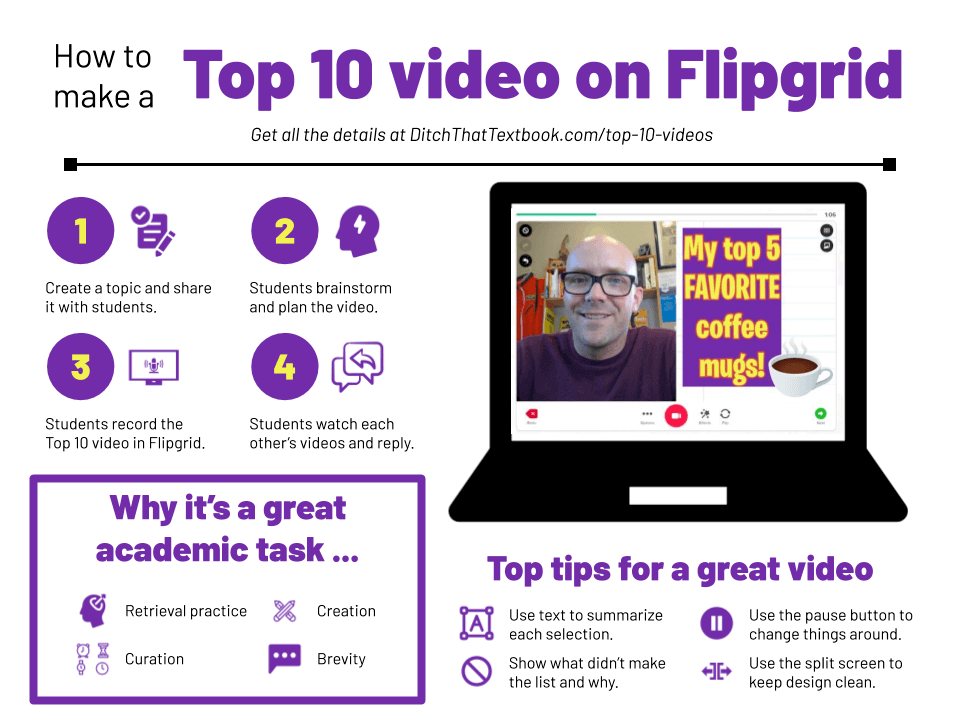 How to
make a
Top 10 video on Flipgrid
Get all the details at DitchThatTextbook.com/top-10-videos
1
Create a topic and share
it with students.
2
Students brainstorm
and plan the video.
3
Students record the
Top 10 video in Flipgrid.
4
Students watch each
other's videos and reply.
1:06
My top 5
FAVORITE
coffee
mugs!
Options
Effects
Flip
Next
Why it's a great
academic task ...
Retrieval practice
Creation
Curation
Brevity
Top tips for a great video
A
Use text to summarize
each selection.
Use the pause button to
change things around.
Show what didn't make
the list and why.
Use the split screen to
keep design clean.